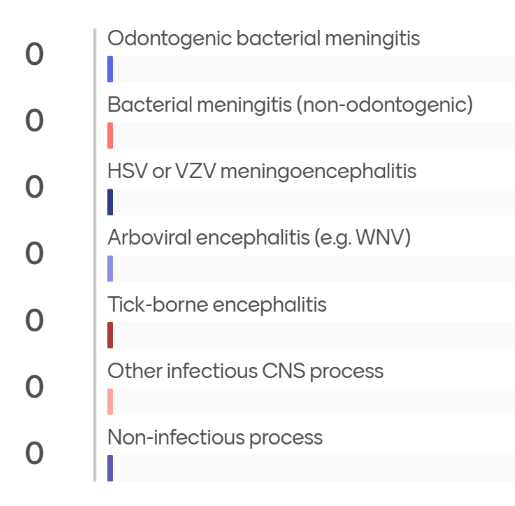 Odontogenic bacterial meningitis
0
Bacterial meningitis (non-odontogenic)
0
HSV or VZV meningoencephalitis
0
Arboviral encephalitis (e.g. WNV)
0
Tick-borne encephalitis
0
Other infectious CNS process
0
Non-infectious process
0